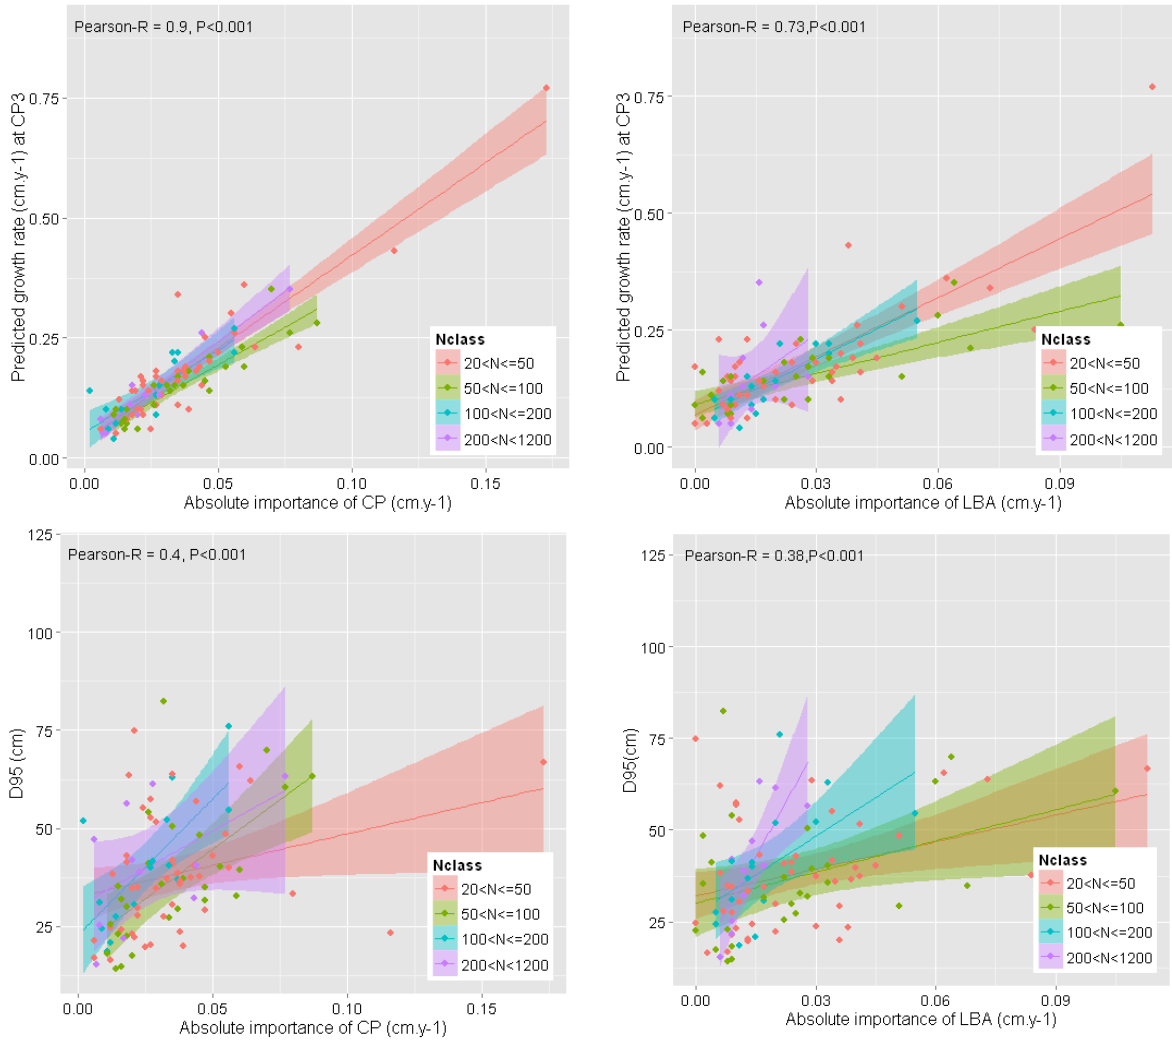 Pearson-R = 0.9, P<0.001
Predicted growth rate (cm.y-1) at CP3
0.75
0.50
0.25
0.00
Nclass
20<N<=50
50<N<=100
100<N<=200
200<N<1200
0.00 0.05 0.10 0.15
Absolute importance of CP (cm.y-1)
Pearson-R = 0.73,P<0.001
Predicted growth rate (cm.y-1) at CP3
0.75
0.50
0.25
0.00
Nclass
20<N<=50
50<N<=100
100<N<=200
200<N<1200
0.00 0.03 0.06 0.09
Absolute importance of LBA (cm.y-1)
Pearson-R = 0.4, P<0.001
D95 (cm)
125
100
75
50
25
Nclass
20<N<=50
50<N<=100
100<N<=200
200<N<1200
0.00 0.05 0.10 0.15
Absolute importance of CP (cm.y-1)
Pearson-R = 0.38,P<0.001
D95(cm)
125
100
75
50
25
Nclass
20<N<=50
50<N<=100
100<N<=200
200<N<1200
0.00 0.03 0.06 0.09
Absolute importance of LBA (cm.y-1)